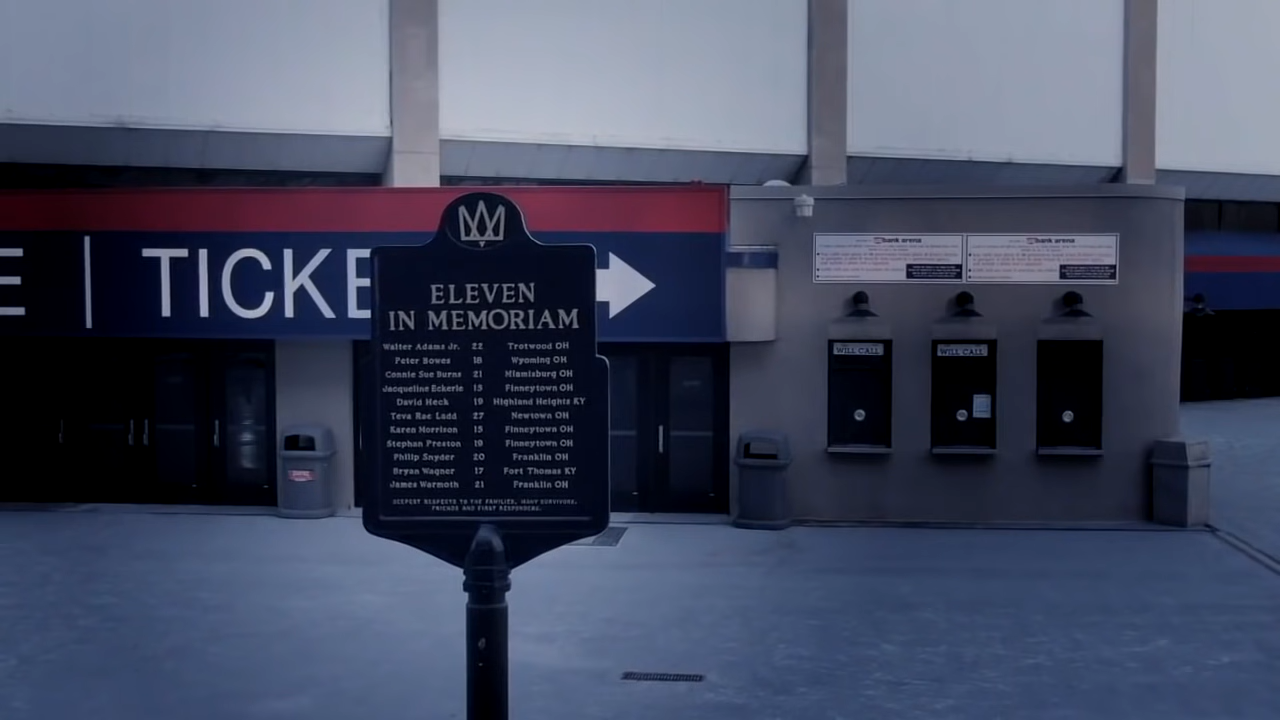 E | TICKE
ELEVEN
IN MEMORIAM
Walter Adams Jr. 22 Trotwood OH
Peter Bowes 18 Wyoming OH
Connie Sue Burns 21 Miamisburg OH
Jacqueline Eckerle 15 Finneytown OH
David Heck 19 Highland Heights KY
Teva Rae Ladd 27 Newtown OH
Karen Morrison 15 Finneytown OH
Stephan Preston 19 Finneytown OH
Philip Snyder 20 Franklin OH
Bryan Wagner 17 Fort Thomas KY
James Warmoth 21 Franklin OH
DEEPEST RESPECTS TO THE FAMILIES, MANY SURVIVORS,
FRIENDS AND FIRST RESPONDERS.
bank arena
bank arena
WILL CALL
WILL CALL